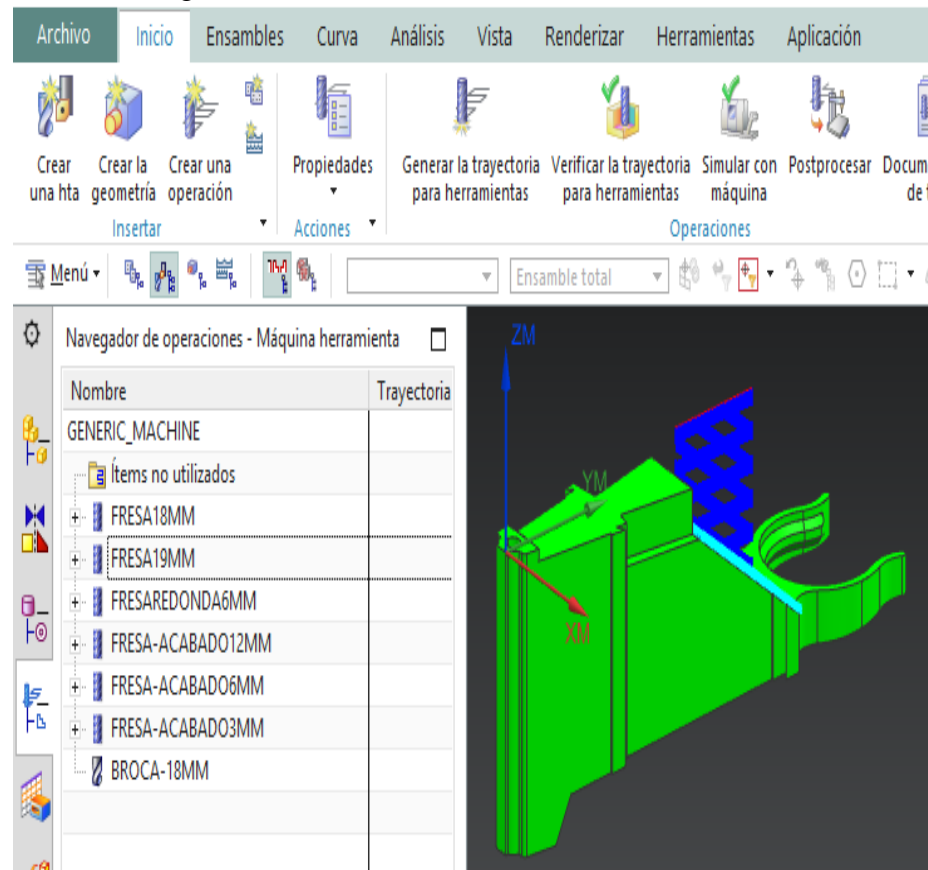 Archivo Inicio Ensambles Curva Análisis Vista Renderizar Herramientas Aplicación
Crear una hta
Crear la geometría
Crear una operación
Propiedades
Generar la trayectoria para herramientas
Verificar la trayectoria para herramientas
Simular con máquina
Postprocesar
Insertar Acciones Operaciones
Menú Ensamble total
Navegador de operaciones - Máquina herramienta
Nombre Trayectoria
GENERIC_MACHINE
Ítems no utilizados
FRESA18MM
FRESA19MM
FRESAREDONDA6MM
FRESA-ACABADO12MM
FRESA-ACABADO6MM
FRESA-ACABADO3MM
BROCA-18MM
ZM
YM
XM